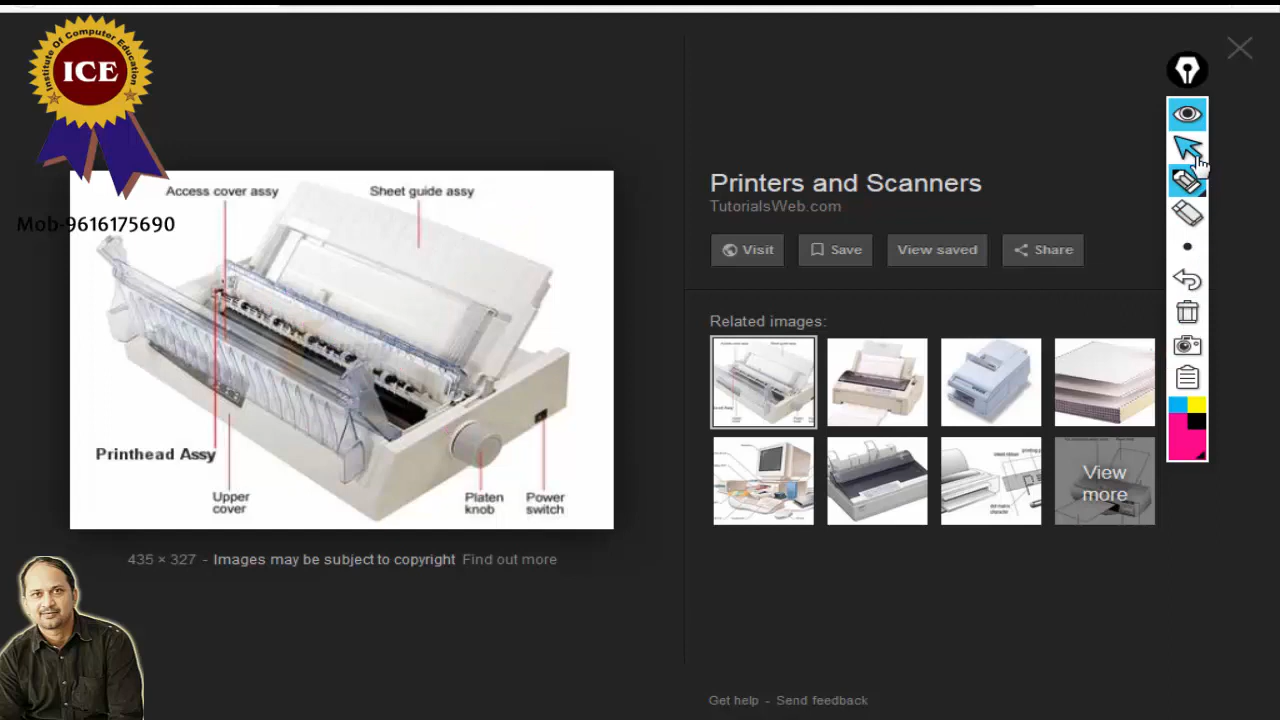 Institute Of Computer Education
ICE
Mob-9616175690
Access cover assy
Sheet guide assy
Printhead Assy
Upper
cover
Platen
knob
Power
switch
435 × 327 - Images may be subject to copyright Find out more
Printers and Scanners
TutorialsWeb.com
Visit
Save
View saved
Share
Related images:
View
more
Get help - Send feedback